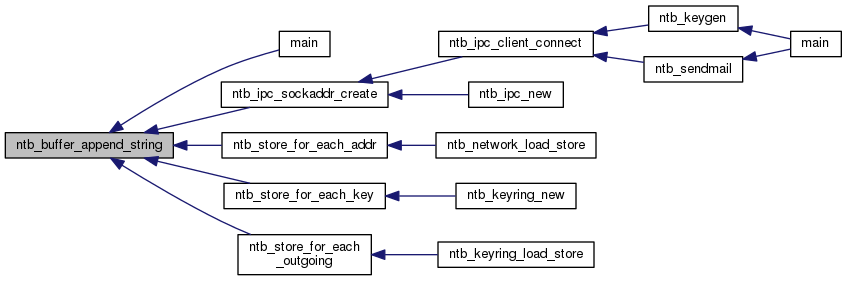 ntb_buffer_append_string
main
ntb_ipc_sockaddr_create
ntb_ipc_client_connect
ntb_keygen
main
ntb_sendmail
ntb_ipc_new
ntb_store_for_each_addr
ntb_network_load_store
ntb_store_for_each_key
ntb_keyring_new
ntb_store_for_each
_outgoing
ntb_keyring_load_store